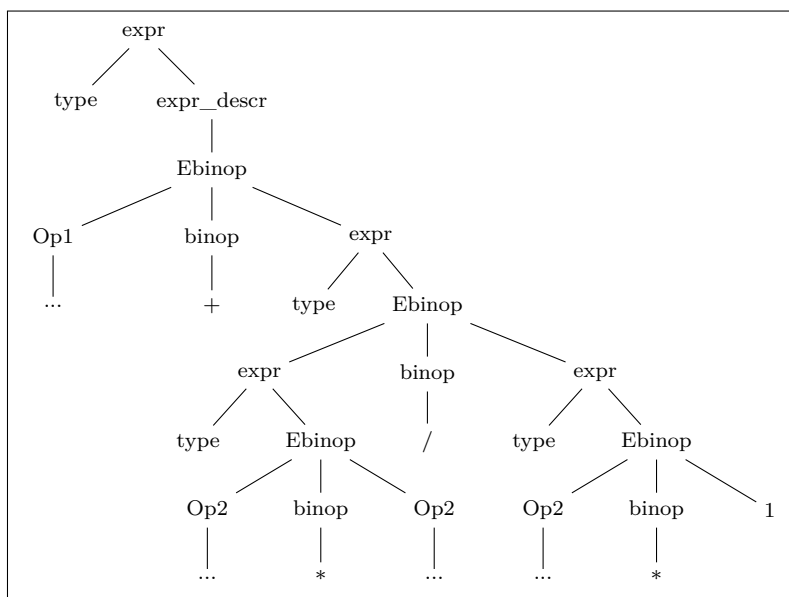 expr
type expr_descr
Ebinop
Op1 binop expr
... + type Ebinop
expr binop expr
type Ebinop / type Ebinop
Op2 binop Op2 Op2 binop 1
... * ... ... *